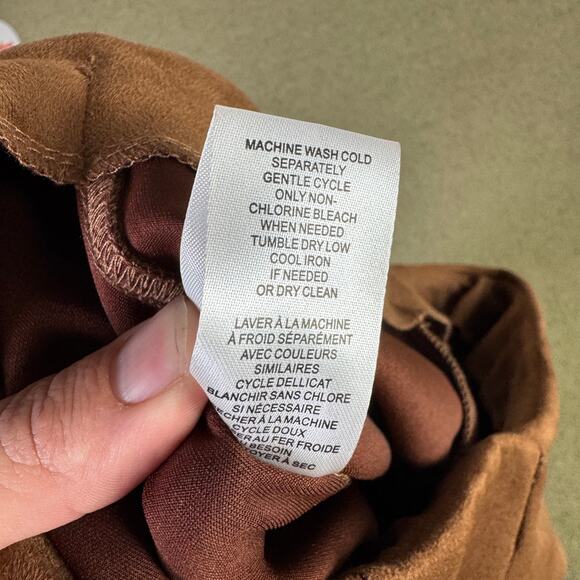 MACHINE WASH COLD
SEPARATELY
GENTLE CYCLE
ONLY NON-
CHLORINE BLEACH
WHEN NEEDED
TUMBLE DRY LOW
COOL IRON
IF NEEDED
OR DRY CLEAN
LAVER À LA MACHINE
À FROID SÉPARÉMENT
AVEC COULEURS
SIMILAIRES
CYCLE DELLICAT
BLANCHIR SANS CHLORE
SI NÉCESSAIRE
À LA MACHINE
CYCLE DOUX
AU FER FROIDE
BESOIN
À SEC